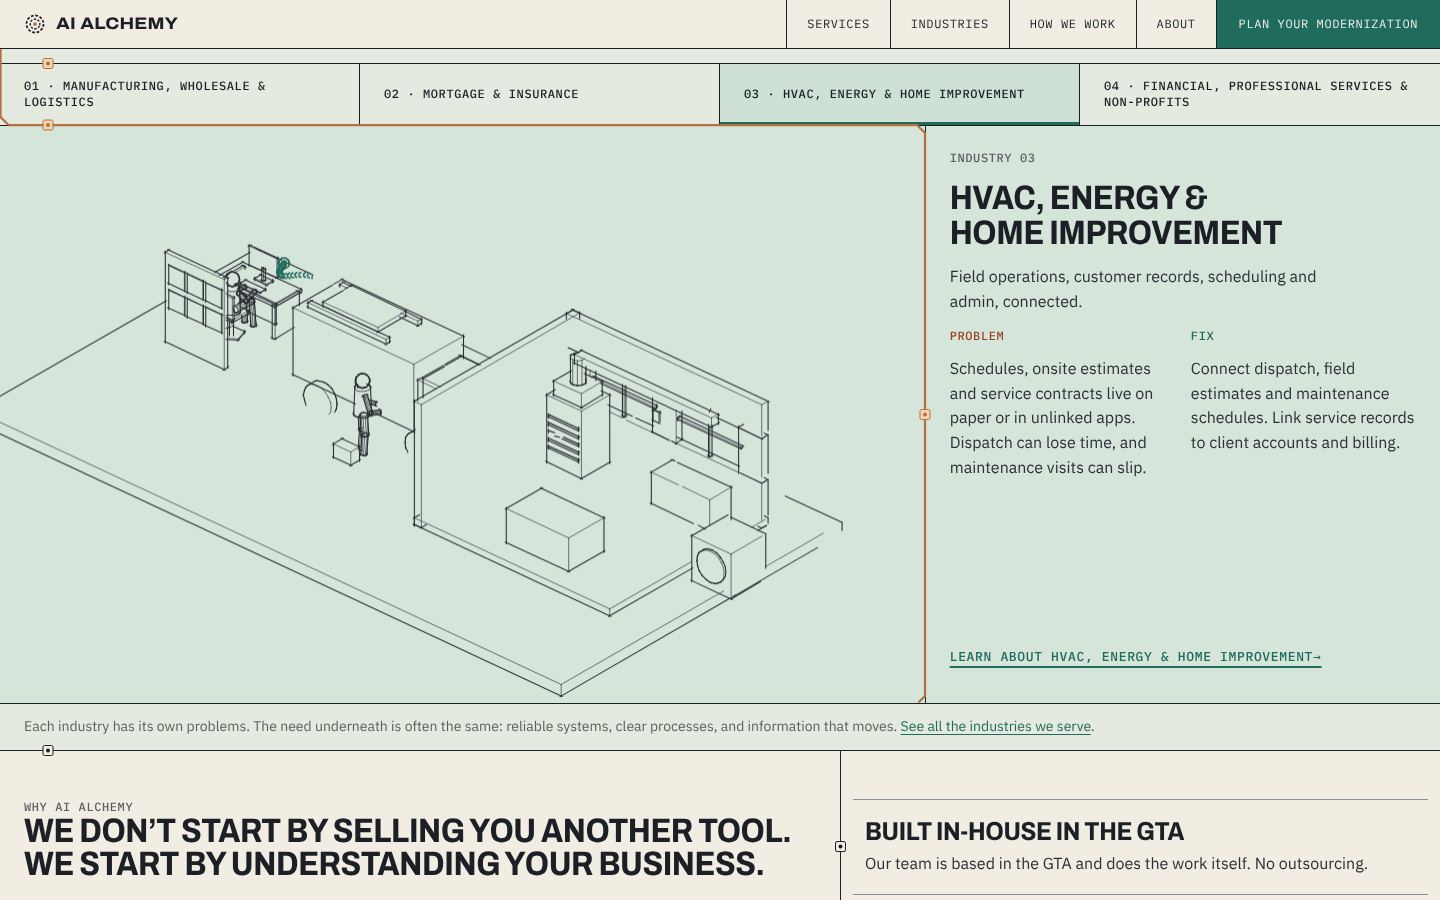 AI ALCHEMY
SERVICES
INDUSTRIES
HOW WE WORK
ABOUT
PLAN YOUR MODERNIZATION
01 · MANUFACTURING, WHOLESALE &
LOGISTICS
02 · MORTGAGE & INSURANCE
03 · HVAC, ENERGY & HOME IMPROVEMENT
04 · FINANCIAL, PROFESSIONAL SERVICES &
NON-PROFITS
INDUSTRY 03
HVAC, ENERGY &
HOME IMPROVEMENT
Field operations, customer records, scheduling and
admin, connected.
PROBLEM
Schedules, onsite estimates
and service contracts live on
paper or in unlinked apps.
Dispatch can lose time, and
maintenance visits can slip.
FIX
Connect dispatch, field
estimates and maintenance
schedules. Link service records
to client accounts and billing.
LEARN ABOUT HVAC, ENERGY & HOME IMPROVEMENT→
Each industry has its own problems. The need underneath is often the same: reliable systems, clear processes, and information that moves. See all the industries we serve.
WHY AI ALCHEMY
WE DON’T START BY SELLING YOU ANOTHER TOOL.
WE START BY UNDERSTANDING YOUR BUSINESS.
BUILT IN-HOUSE IN THE GTA
Our team is based in the GTA and does the work itself. No outsourcing.